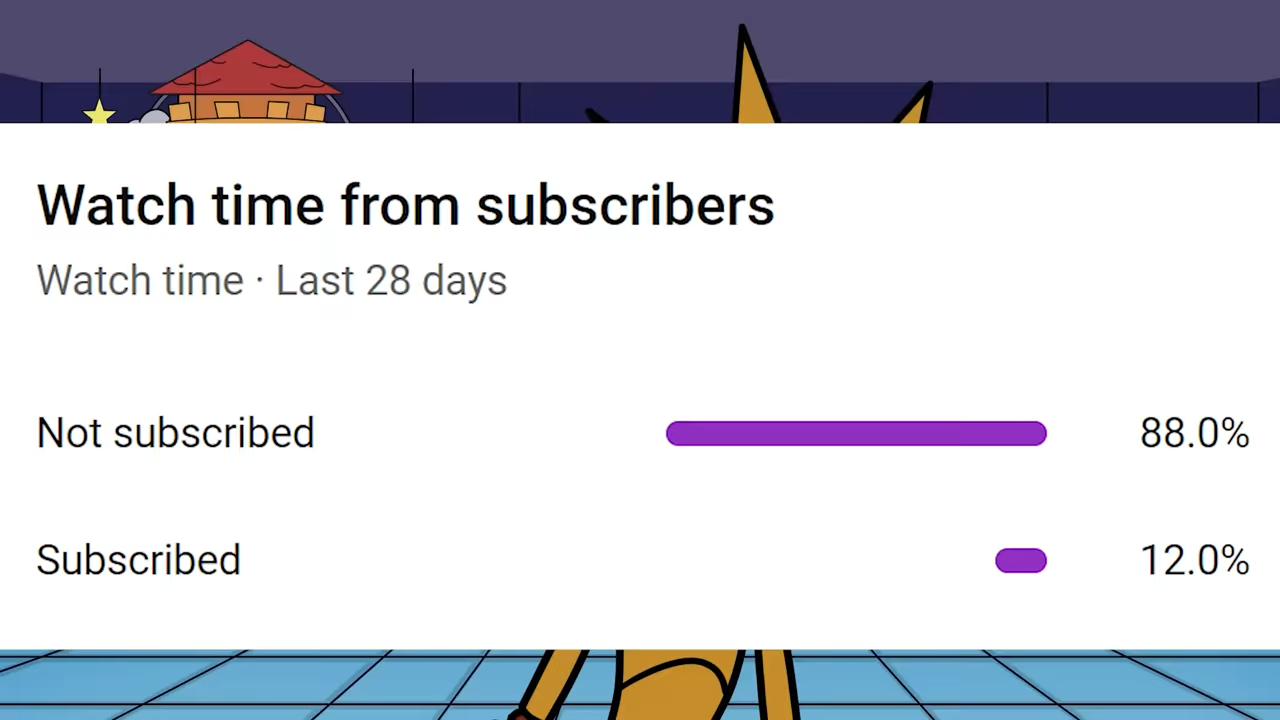 Watch time from subscribers
Watch time · Last 28 days
Not subscribed 88.0%
Subscribed 12.0%